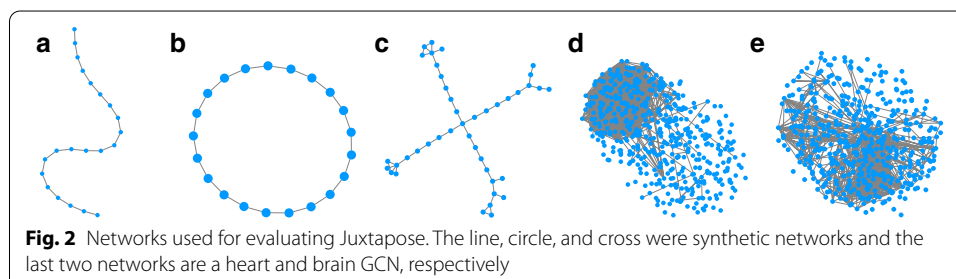 a b c d e
Fig. 2 Networks used for evaluating Juxtapose. The line, circle, and cross were synthetic networks and the
last two networks are a heart and brain GCN, respectively